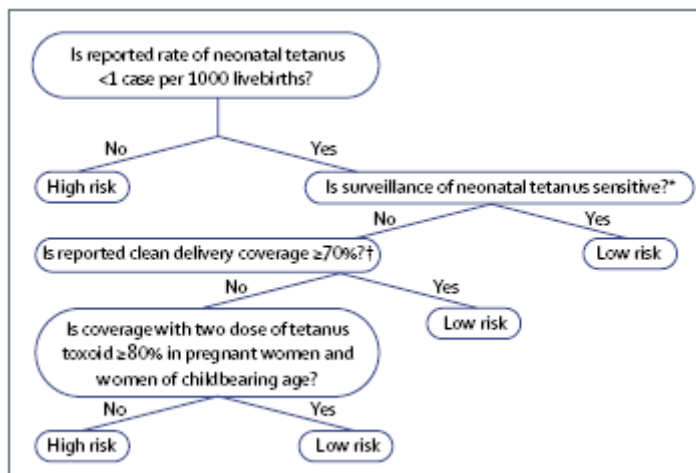 Is reported rate of neonatal tetanus
<1 case per 1000 livebirths?
No
Yes
High risk
Is surveillance of neonatal tetanus sensitive?*
No
Yes
Is reported clean delivery coverage ≥70%?†
Low risk
No
Yes
Is coverage with two dose of tetanus
toxoid ≥80% in pregnant women and
women of childbearing age?
Low risk
No
Yes
High risk
Low risk